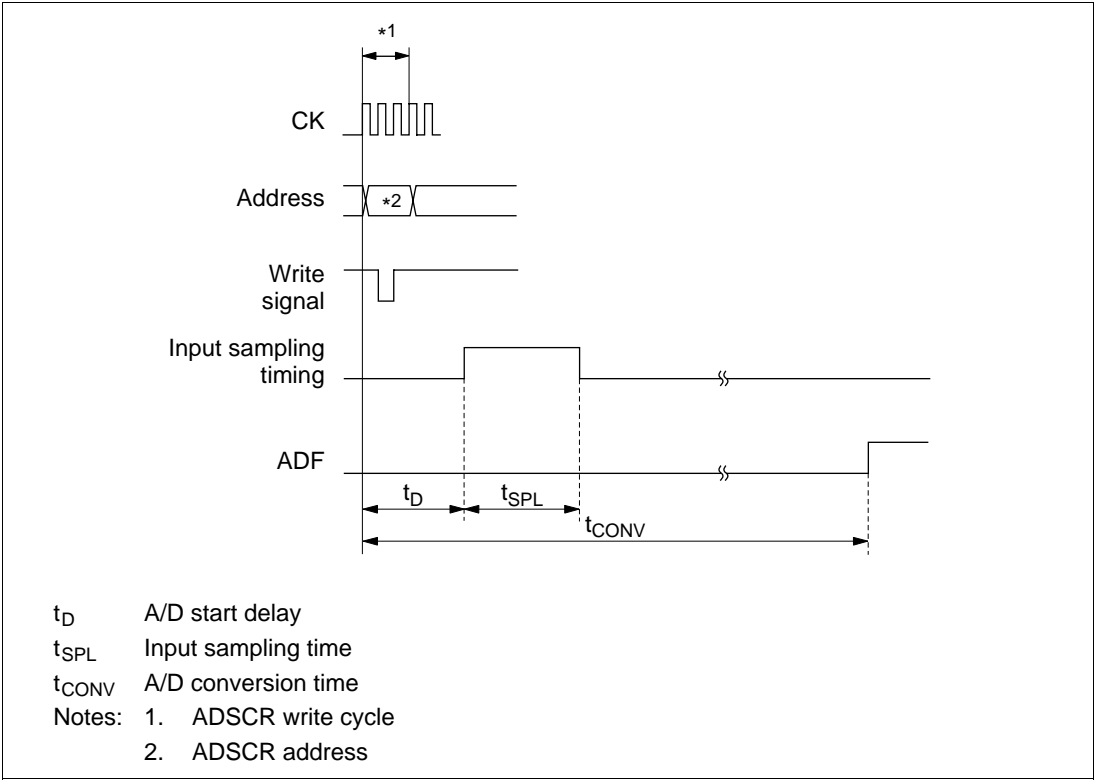 *1
CK
Address
*2
Write
signal
Input sampling
timing
ADF
tD
tSPL
tCONV
tD A/D start delay
tSPL Input sampling time
tCONV A/D conversion time
Notes: 1. ADSCR write cycle
2. ADSCR address